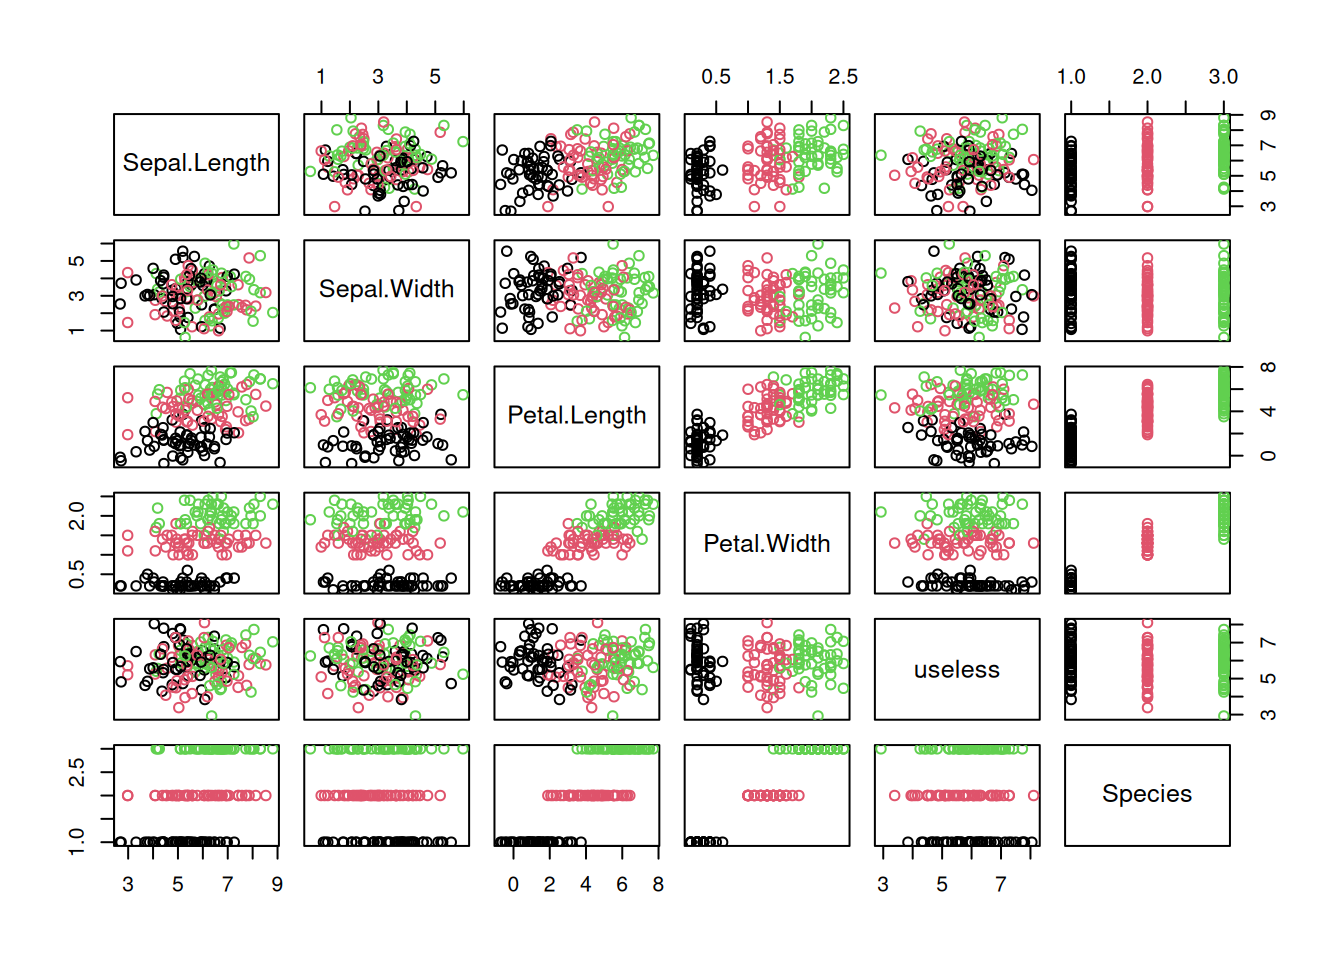 1 3 5
0.5 1.5 2.5
1.0 2.0 3.0
Sepal.Length
3 5 7 9
1 3 5
Sepal.Width
Petal.Length
0 4 8
0.5 2.0
Petal.Width
useless
3 5 7
1.0 2.5
Species
3 5 7 9
0 2 4 6 8
3 5 7